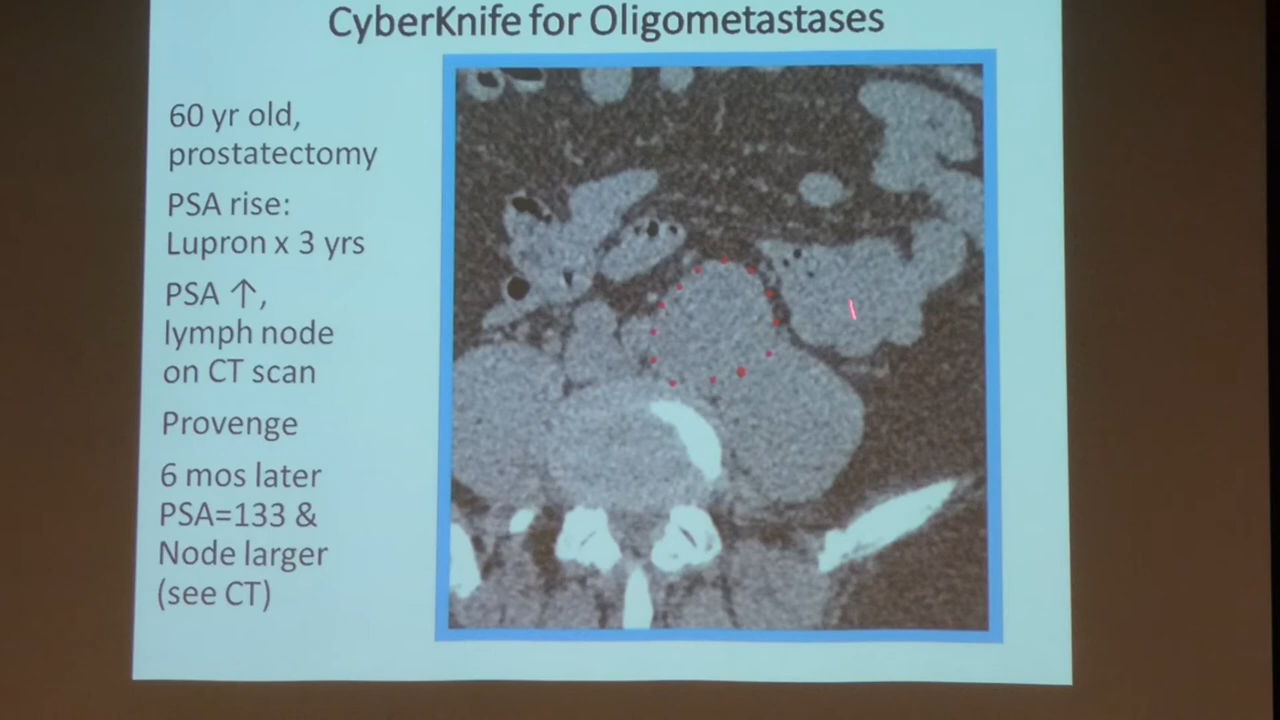 CyberKnife for Oligometastases
60 yr old,
prostatectomy
PSA rise:
Lupron x 3 yrs
PSA ↑,
lymph node
on CT scan
Provenge
6 mos later
PSA=133 &
Node larger
(see CT)